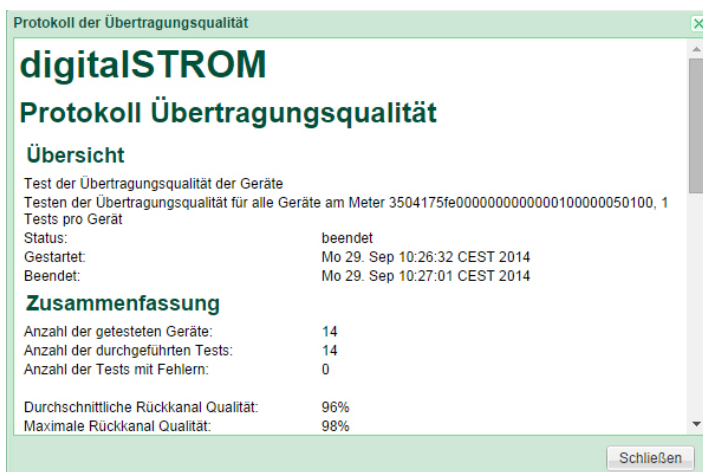 Protokoll der Übertragungsqualität
digitalSTROM
Protokoll Übertragungsqualität
Übersicht
Test der Übertragungsqualität der Geräte
Testen der Übertragungsqualität für alle Geräte am Meter 3504175fe0000000000000100000050100, 1
Tests pro Gerät
Status: beendet
Gestartet: Mo 29. Sep 10:26:32 CEST 2014
Beendet: Mo 29. Sep 10:27:01 CEST 2014
Zusammenfassung
Anzahl der getesteten Geräte: 14
Anzahl der durchgeführten Tests: 14
Anzahl der Tests mit Fehlern: 0
Durchschnittliche Rückkanal Qualität: 96%
Maximale Rückkanal Qualität: 98%
Schließen